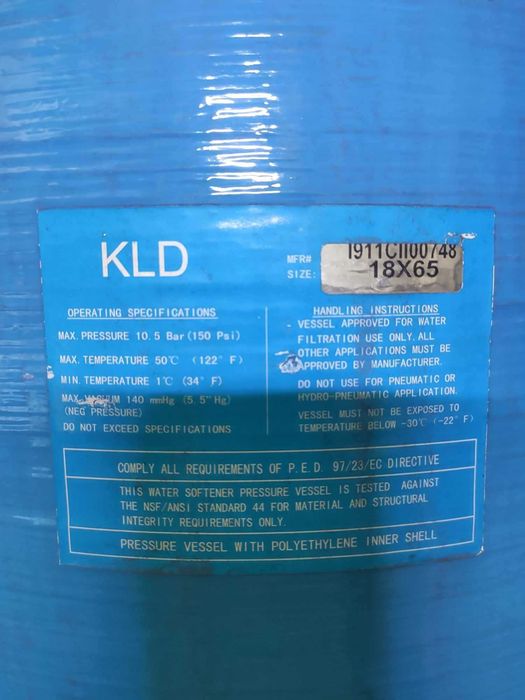 KLD
MFR# 1911CII00748
SIZE: 18X65
OPERATING SPECIFICATIONS
MAX. PRESSURE 10.5 Bar (150 Psi)
MAX. TEMPERATURE 50℃ (122° F)
MIN. TEMPERATURE 1℃ (34° F)
MAX. VACUUM 140 mmHg (5.5"Hg)
(NEG PRESSURE)
DO NOT EXCEED SPECIFICATIONS
HANDLING INSTRUCTIONS
VESSEL APPROVED FOR WATER
FILTRATION USE ONLY. ALL
OTHER APPLICATIONS MUST BE
APPROVED BY MANUFACTURER.
DO NOT USE FOR PNEUMATIC OR
HYDRO-PNEUMATIC APPLICATION.
VESSEL MUST NOT BE EXPOSED TO
TEMPERATURE BELOW -30℃ (-22° F)
COMPLY ALL REQUIREMENTS OF P.E.D. 97/23/EC DIRECTIVE
THIS WATER SOFTENER PRESSURE VESSEL IS TESTED AGAINST
THE NSF/ANSI STANDARD 44 FOR MATERIAL AND STRUCTURAL
INTEGRITY REQUIREMENTS ONLY.
PRESSURE VESSEL WITH POLYETHYLENE INNER SHELL